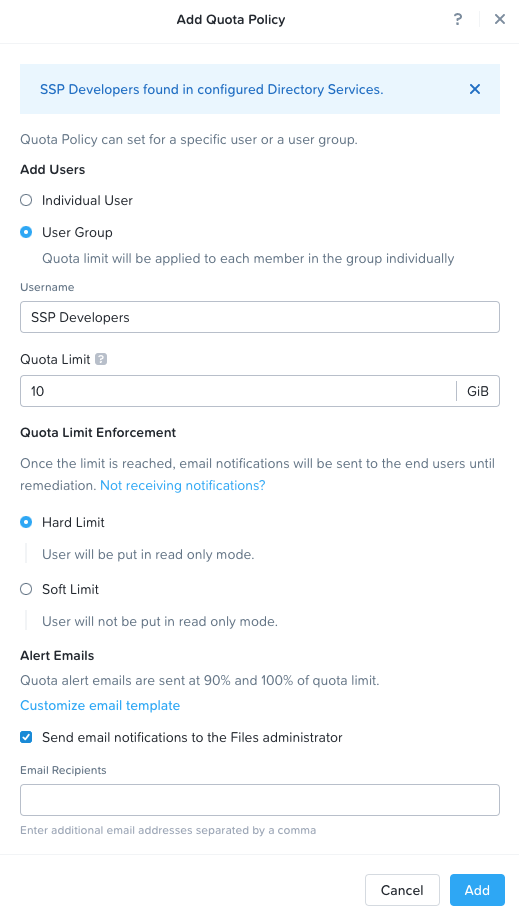 Add Quota Policy
?
SSP Developers found in configured Directory Services.
Quota Policy can set for a specific user or a user group.
Add Users
Individual User
User Group
Quota limit will be applied to each member in the group individually
Username
SSP Developers
Quota Limit ?
10 GiB
Quota Limit Enforcement
Once the limit is reached, email notifications will be sent to the end users until
remediation. Not receiving notifications?
Hard Limit
User will be put in read only mode.
Soft Limit
User will not be put in read only mode.
Alert Emails
Quota alert emails are sent at 90% and 100% of quota limit.
Customize email template
Send email notifications to the Files administrator
Email Recipients
Enter additional email addresses separated by a comma
Cancel Add